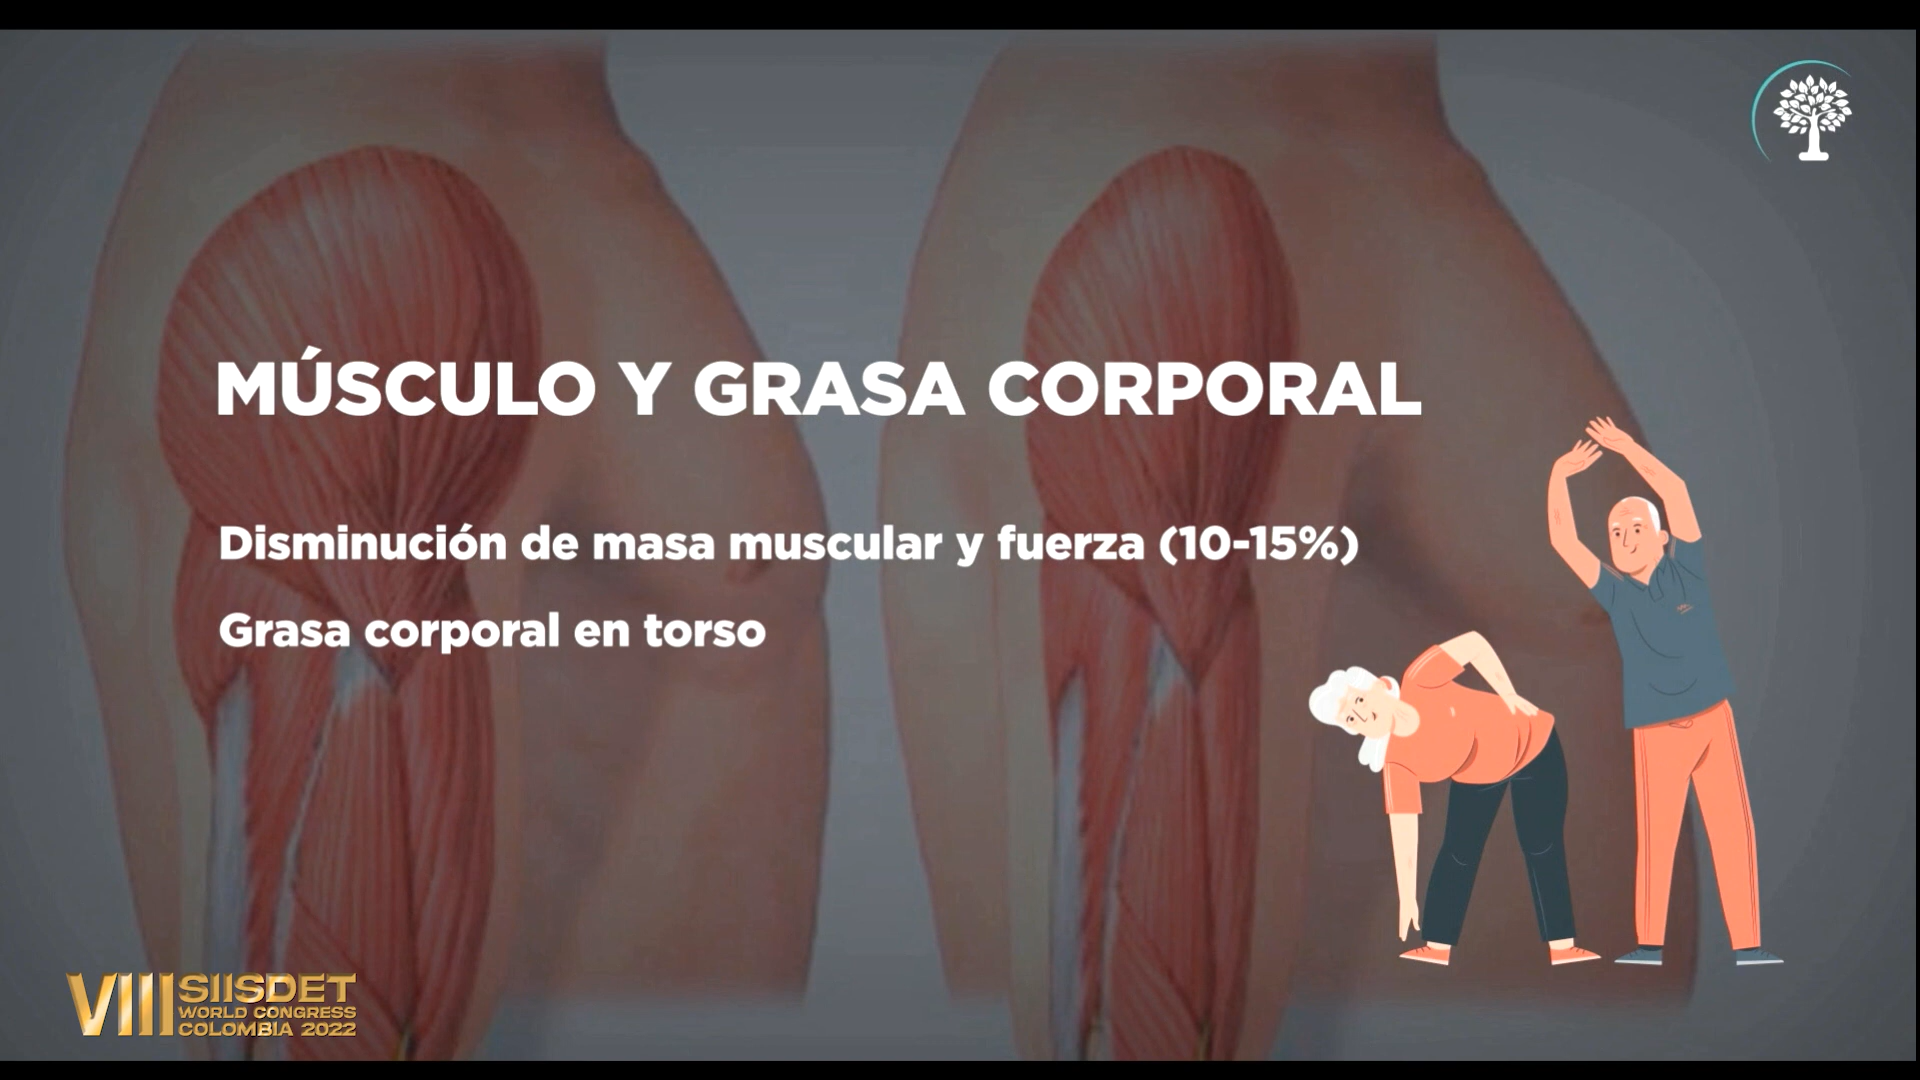 MÚSCULO Y GRASA CORPORAL
Disminución de masa muscular y fuerza (10-15%)
Grasa corporal en torso
VIII SIISDET
WORLD CONGRESS
COLOMBIA 2022